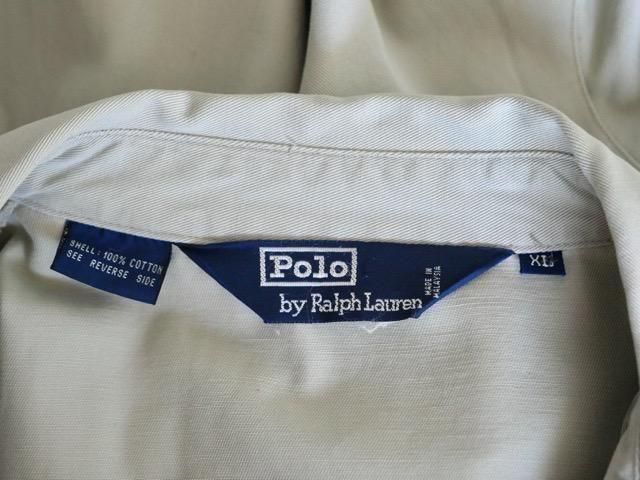 SHELL: 100% COTTON
SEE REVERSE SIDE
Polo
by Ralph Lauren
MADE IN
MALAYSIA
XL